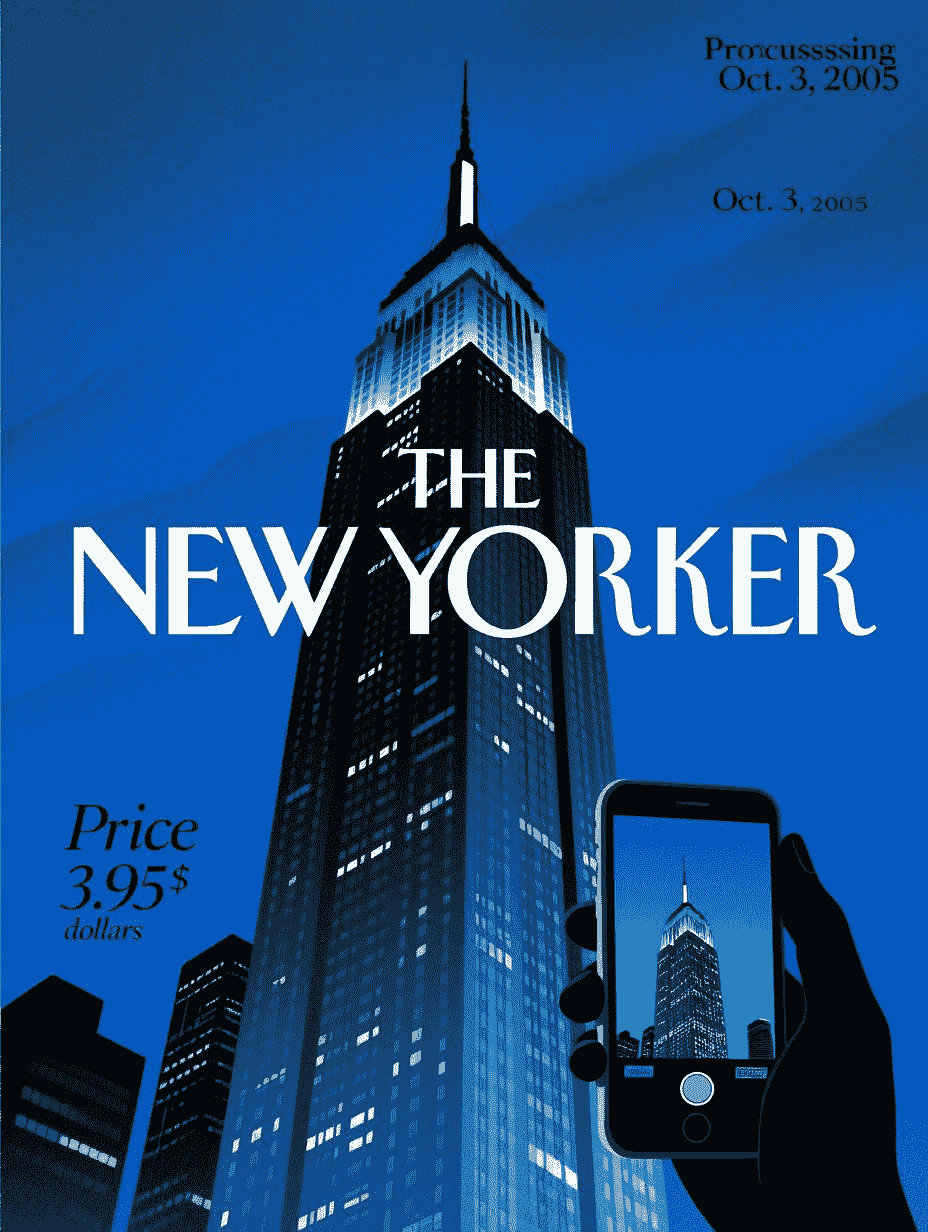 Oct. 3, 2005
Oct. 3, 2005
THE
NEW YORKER
Price
3.95$
dollars